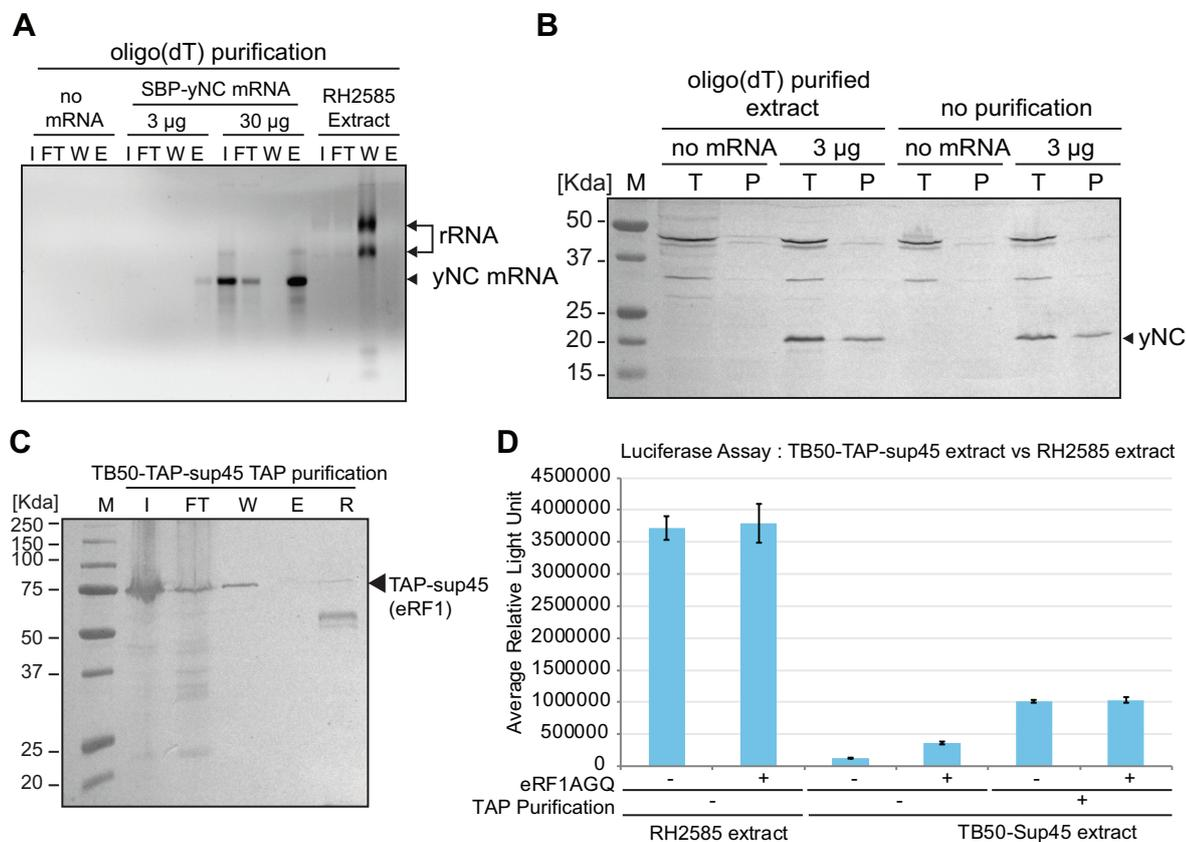 A
oligo(dT) purification
no mRNA
SBP-yNC mRNA
3 µg
30 µg
RH2585 Extract
I FT W E I FT W E I FT W E I FT W E
rRNA
yNC mRNA
B
oligo(dT) purified extract
no purification
no mRNA 3 µg no mRNA 3 µg
[Kda] M T P T P T P T P
50
37
25
20
15
yNC
C
TB50-TAP-sup45 TAP purification
[Kda] M I FT W E R
250
150
100
75
50
37
25
20
TAP-sup45
(eRF1)
D
Luciferase Assay : TB50-TAP-sup45 extract vs RH2585 extract
Average Relative Light Unit
4500000
4000000
3500000
3000000
2500000
2000000
1500000
1000000
500000
0
eRF1AGQ - + - + - +
TAP Purification - - +
RH2585 extract TB50-Sup45 extract